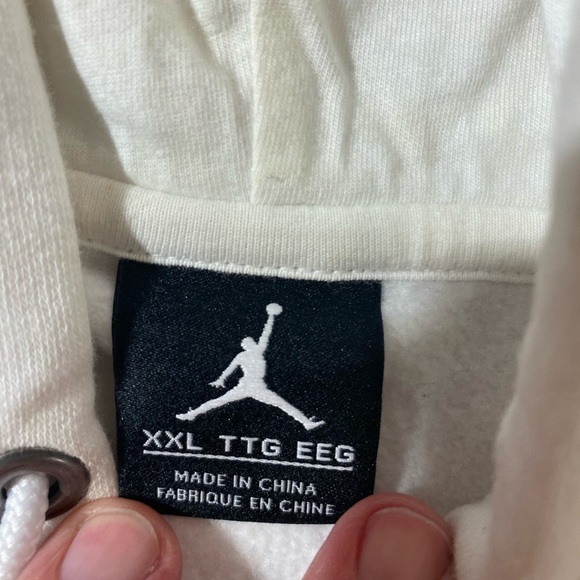 XXL TTG EEG
MADE IN CHINA
FABRIQUE EN CHINE